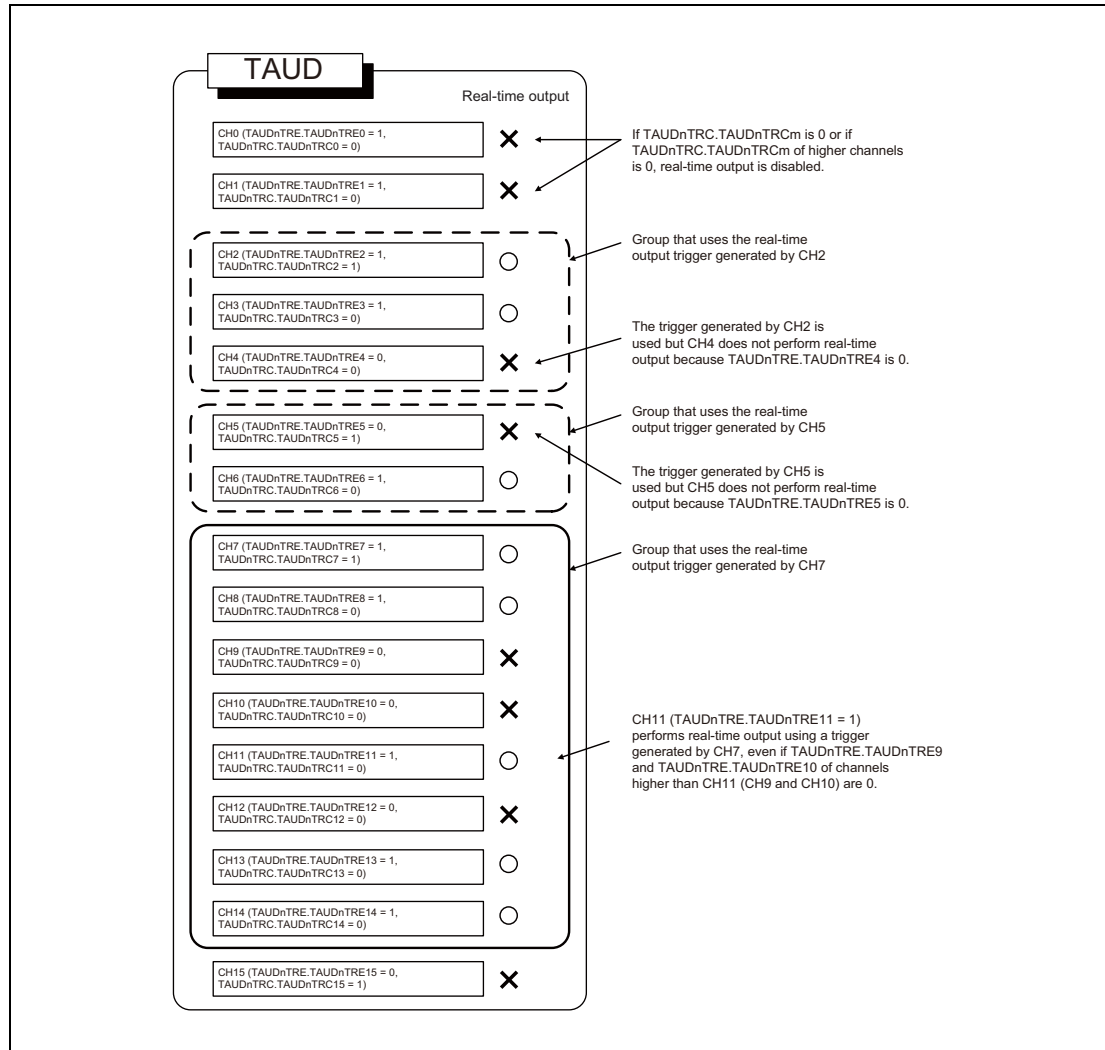 TAUD
Real-time output
CH0 (TAUDnTRE.TAUDnTRE0 = 1,
TAUDnTRC.TAUDnTRC0 = 0)
If TAUDnTRC.TAUDnTRCm is 0 or if
TAUDnTRC.TAUDnTRCm of higher channels
is 0, real-time output is disabled.
CH1 (TAUDnTRE.TAUDnTRE1 = 1,
TAUDnTRC.TAUDnTRC1 = 0)
Group that uses the real-time
output trigger generated by CH2
CH2 (TAUDnTRE.TAUDnTRE2 = 1,
TAUDnTRC.TAUDnTRC2 = 1)
CH3 (TAUDnTRE.TAUDnTRE3 = 1,
TAUDnTRC.TAUDnTRC3 = 0)
The trigger generated by CH2 is
used but CH4 does not perform real-time
output because TAUDnTRE.TAUDnTRE4 is 0.
CH4 (TAUDnTRE.TAUDnTRE4 = 0,
TAUDnTRC.TAUDnTRC4 = 0)
Group that uses the real-time
output trigger generated by CH5
CH5 (TAUDnTRE.TAUDnTRE5 = 0,
TAUDnTRC.TAUDnTRC5 = 1)
The trigger generated by CH5 is
used but CH5 does not perform real-time
output because TAUDnTRE.TAUDnTRE5 is 0.
CH6 (TAUDnTRE.TAUDnTRE6 = 1,
TAUDnTRC.TAUDnTRC6 = 0)
CH7 (TAUDnTRE.TAUDnTRE7 = 1,
TAUDnTRC.TAUDnTRC7 = 1)
Group that uses the real-time
output trigger generated by CH7
CH8 (TAUDnTRE.TAUDnTRE8 = 1,
TAUDnTRC.TAUDnTRC8 = 0)
CH9 (TAUDnTRE.TAUDnTRE9 = 0,
TAUDnTRC.TAUDnTRC9 = 0)
CH10 (TAUDnTRE.TAUDnTRE10 = 0,
TAUDnTRC.TAUDnTRC10 = 0)
CH11 (TAUDnTRE.TAUDnTRE11 = 1)
performs real-time output using a trigger
generated by CH7, even if TAUDnTRE.TAUDnTRE9
and TAUDnTRE.TAUDnTRE10 of channels
higher than CH11 (CH9 and CH10) are 0.
CH11 (TAUDnTRE.TAUDnTRE11 = 1,
TAUDnTRC.TAUDnTRC11 = 0)
CH12 (TAUDnTRE.TAUDnTRE12 = 0,
TAUDnTRC.TAUDnTRC12 = 0)
CH13 (TAUDnTRE.TAUDnTRE13 = 1,
TAUDnTRC.TAUDnTRC13 = 0)
CH14 (TAUDnTRE.TAUDnTRE14 = 1,
TAUDnTRC.TAUDnTRC14 = 0)
CH15 (TAUDnTRE.TAUDnTRE15 = 0,
TAUDnTRC.TAUDnTRC15 = 1)